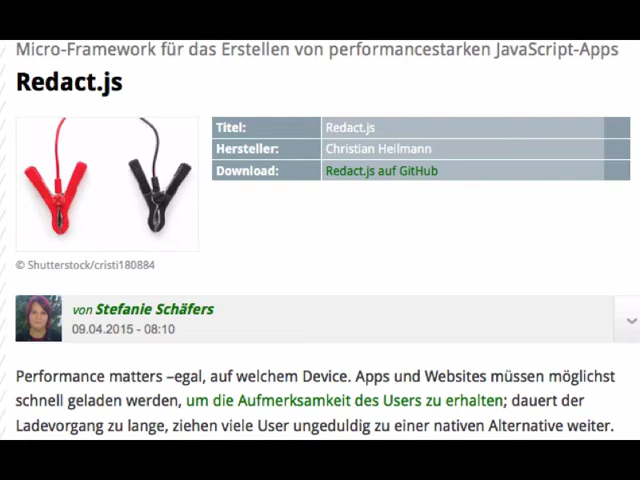 Micro-Framework für das Erstellen von performancestarken JavaScript-Apps
Redact.js
Titel: Redact.js
Hersteller: Christian Heilmann
Download: Redact.js auf GitHub
© Shutterstock/cristi180884
von Stefanie Schäfers
09.04.2015 - 08:10
Performance matters –egal, auf welchem Device. Apps und Websites müssen möglichst
schnell geladen werden, um die Aufmerksamkeit des Users zu erhalten; dauert der
Ladevorgang zu lange, ziehen viele User ungeduldig zu einer nativen Alternative weiter.